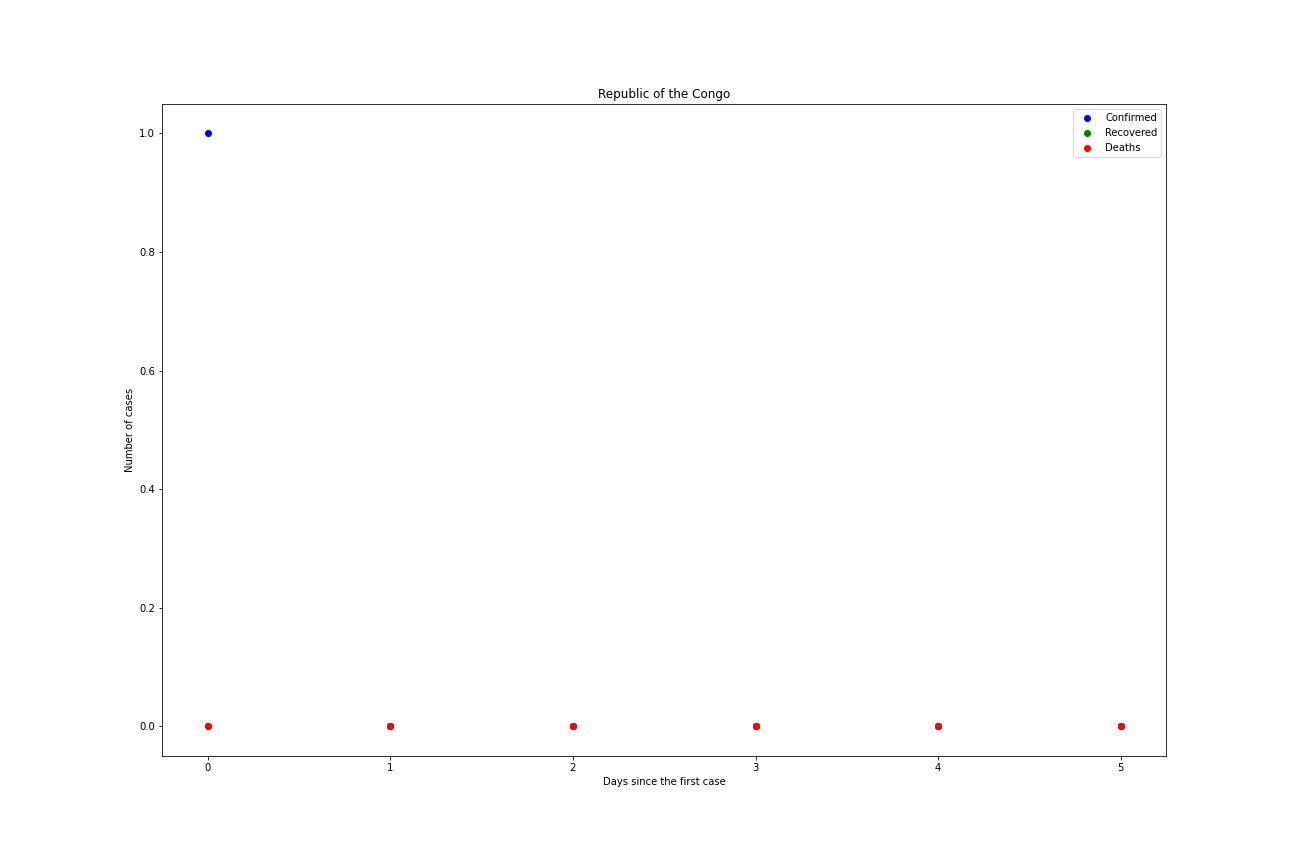 Republic of the Congo
Confirmed
Recovered
Deaths
1.0
0.8
0.6
0.4
0.2
0.0
Number of cases
0 1 2 3 4 5
Days since the first case